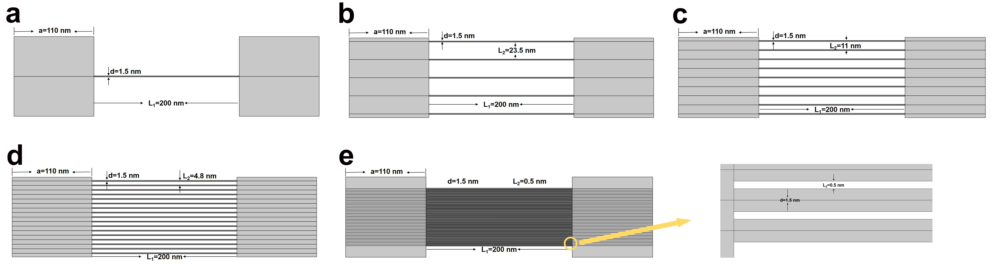 a
a=110 nm
d=1.5 nm
L₁=200 nm
b
a=110 nm
d=1.5 nm
L₂=23.5 nm
L₁=200 nm
c
a=110 nm
d=1.5 nm
L₂=11 nm
L₁=200 nm
d
a=110 nm
d=1.5 nm
L₂=4.8 nm
L₁=200 nm
e
a=110 nm
d=1.5 nm
L₂=0.5 nm
L₁=200 nm
L₂=0.5 nm
d=1.5 nm